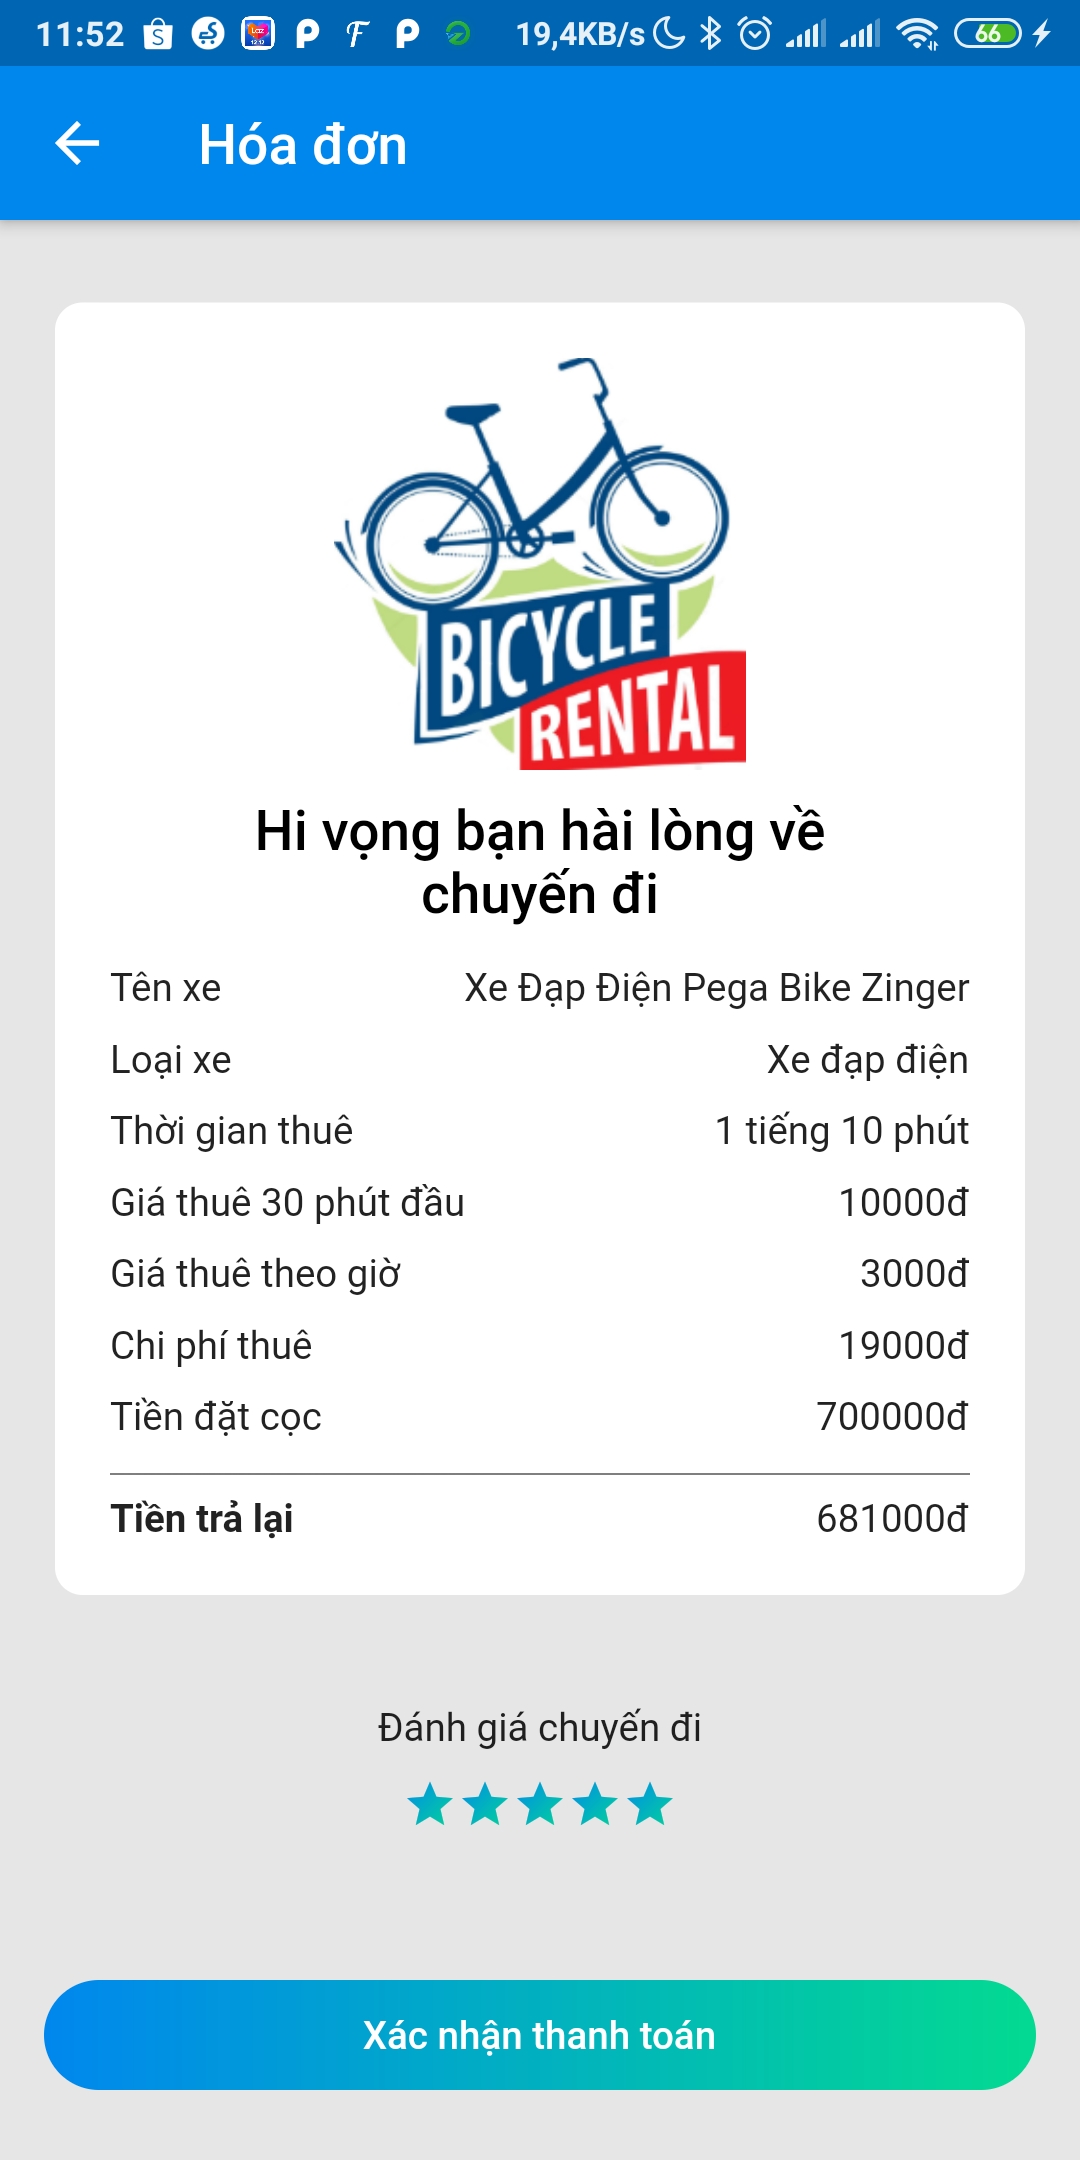 11:52 19,4KB/s 66
Hóa đơn
BICYCLE
RENTAL
Hi vọng bạn hài lòng về
chuyến đi
Tên xe Xe Đạp Điện Pega Bike Zinger
Loại xe Xe đạp điện
Thời gian thuê 1 tiếng 10 phút
Giá thuê 30 phút đầu 10000đ
Giá thuê theo giờ 3000đ
Chi phí thuê 19000đ
Tiền đặt cọc 700000đ
Tiền trả lại 681000đ
Đánh giá chuyến đi
Xác nhận thanh toán